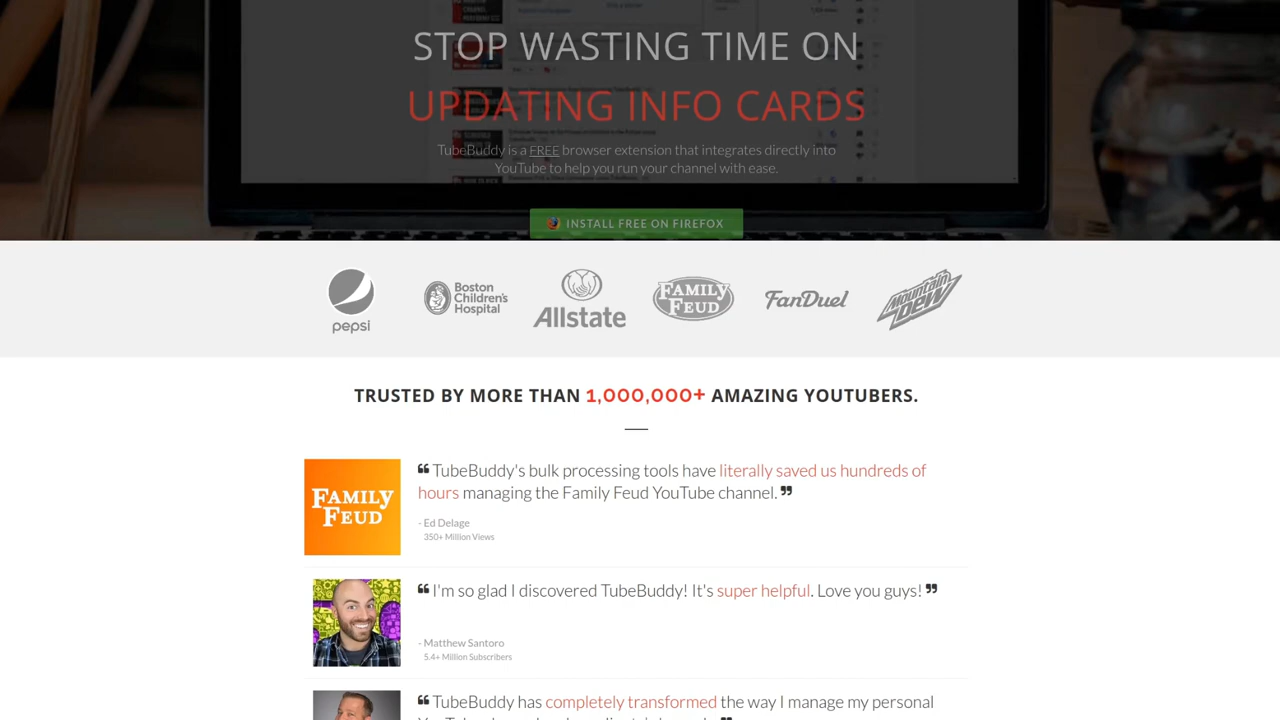 STOP WASTING TIME ON
UPDATING INFO CARDS
TubeBuddy is a FREE browser extension that integrates directly into
YouTube to help you run your channel with ease.
INSTALL FREE ON FIREFOX
pepsi
Boston
Children's
Hospital
Allstate
FAMILY
FEUD
FanDuel
Mountain
Dew
TRUSTED BY MORE THAN 1,000,000+ AMAZING YOUTUBERS.
❝ TubeBuddy's bulk processing tools have literally saved us hundreds of
hours managing the Family Feud YouTube channel. ❞
- Ed Delage
350+ Million Views
FAMILY
FEUD
❝ I'm so glad I discovered TubeBuddy! It's super helpful. Love you guys! ❞
- Matthew Santoro
5.4+ Million Subscribers
❝ TubeBuddy has completely transformed the way I manage my personal